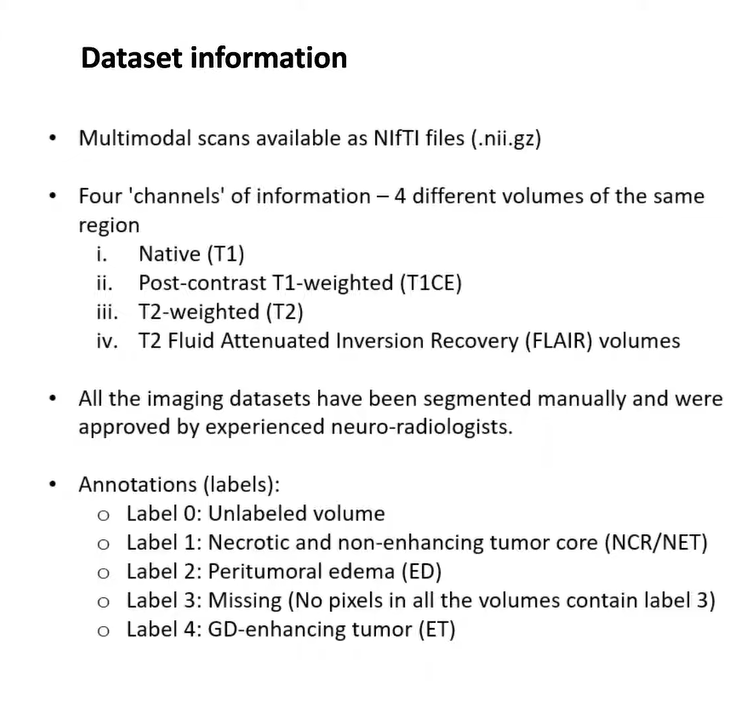 Dataset information
• Multimodal scans available as NIfTI files (.nii.gz)
• Four 'channels' of information – 4 different volumes of the same
region
i. Native (T1)
ii. Post-contrast T1-weighted (T1CE)
iii. T2-weighted (T2)
iv. T2 Fluid Attenuated Inversion Recovery (FLAIR) volumes
• All the imaging datasets have been segmented manually and were
approved by experienced neuro-radiologists.
• Annotations (labels):
o Label 0: Unlabeled volume
o Label 1: Necrotic and non-enhancing tumor core (NCR/NET)
o Label 2: Peritumoral edema (ED)
o Label 3: Missing (No pixels in all the volumes contain label 3)
o Label 4: GD-enhancing tumor (ET)